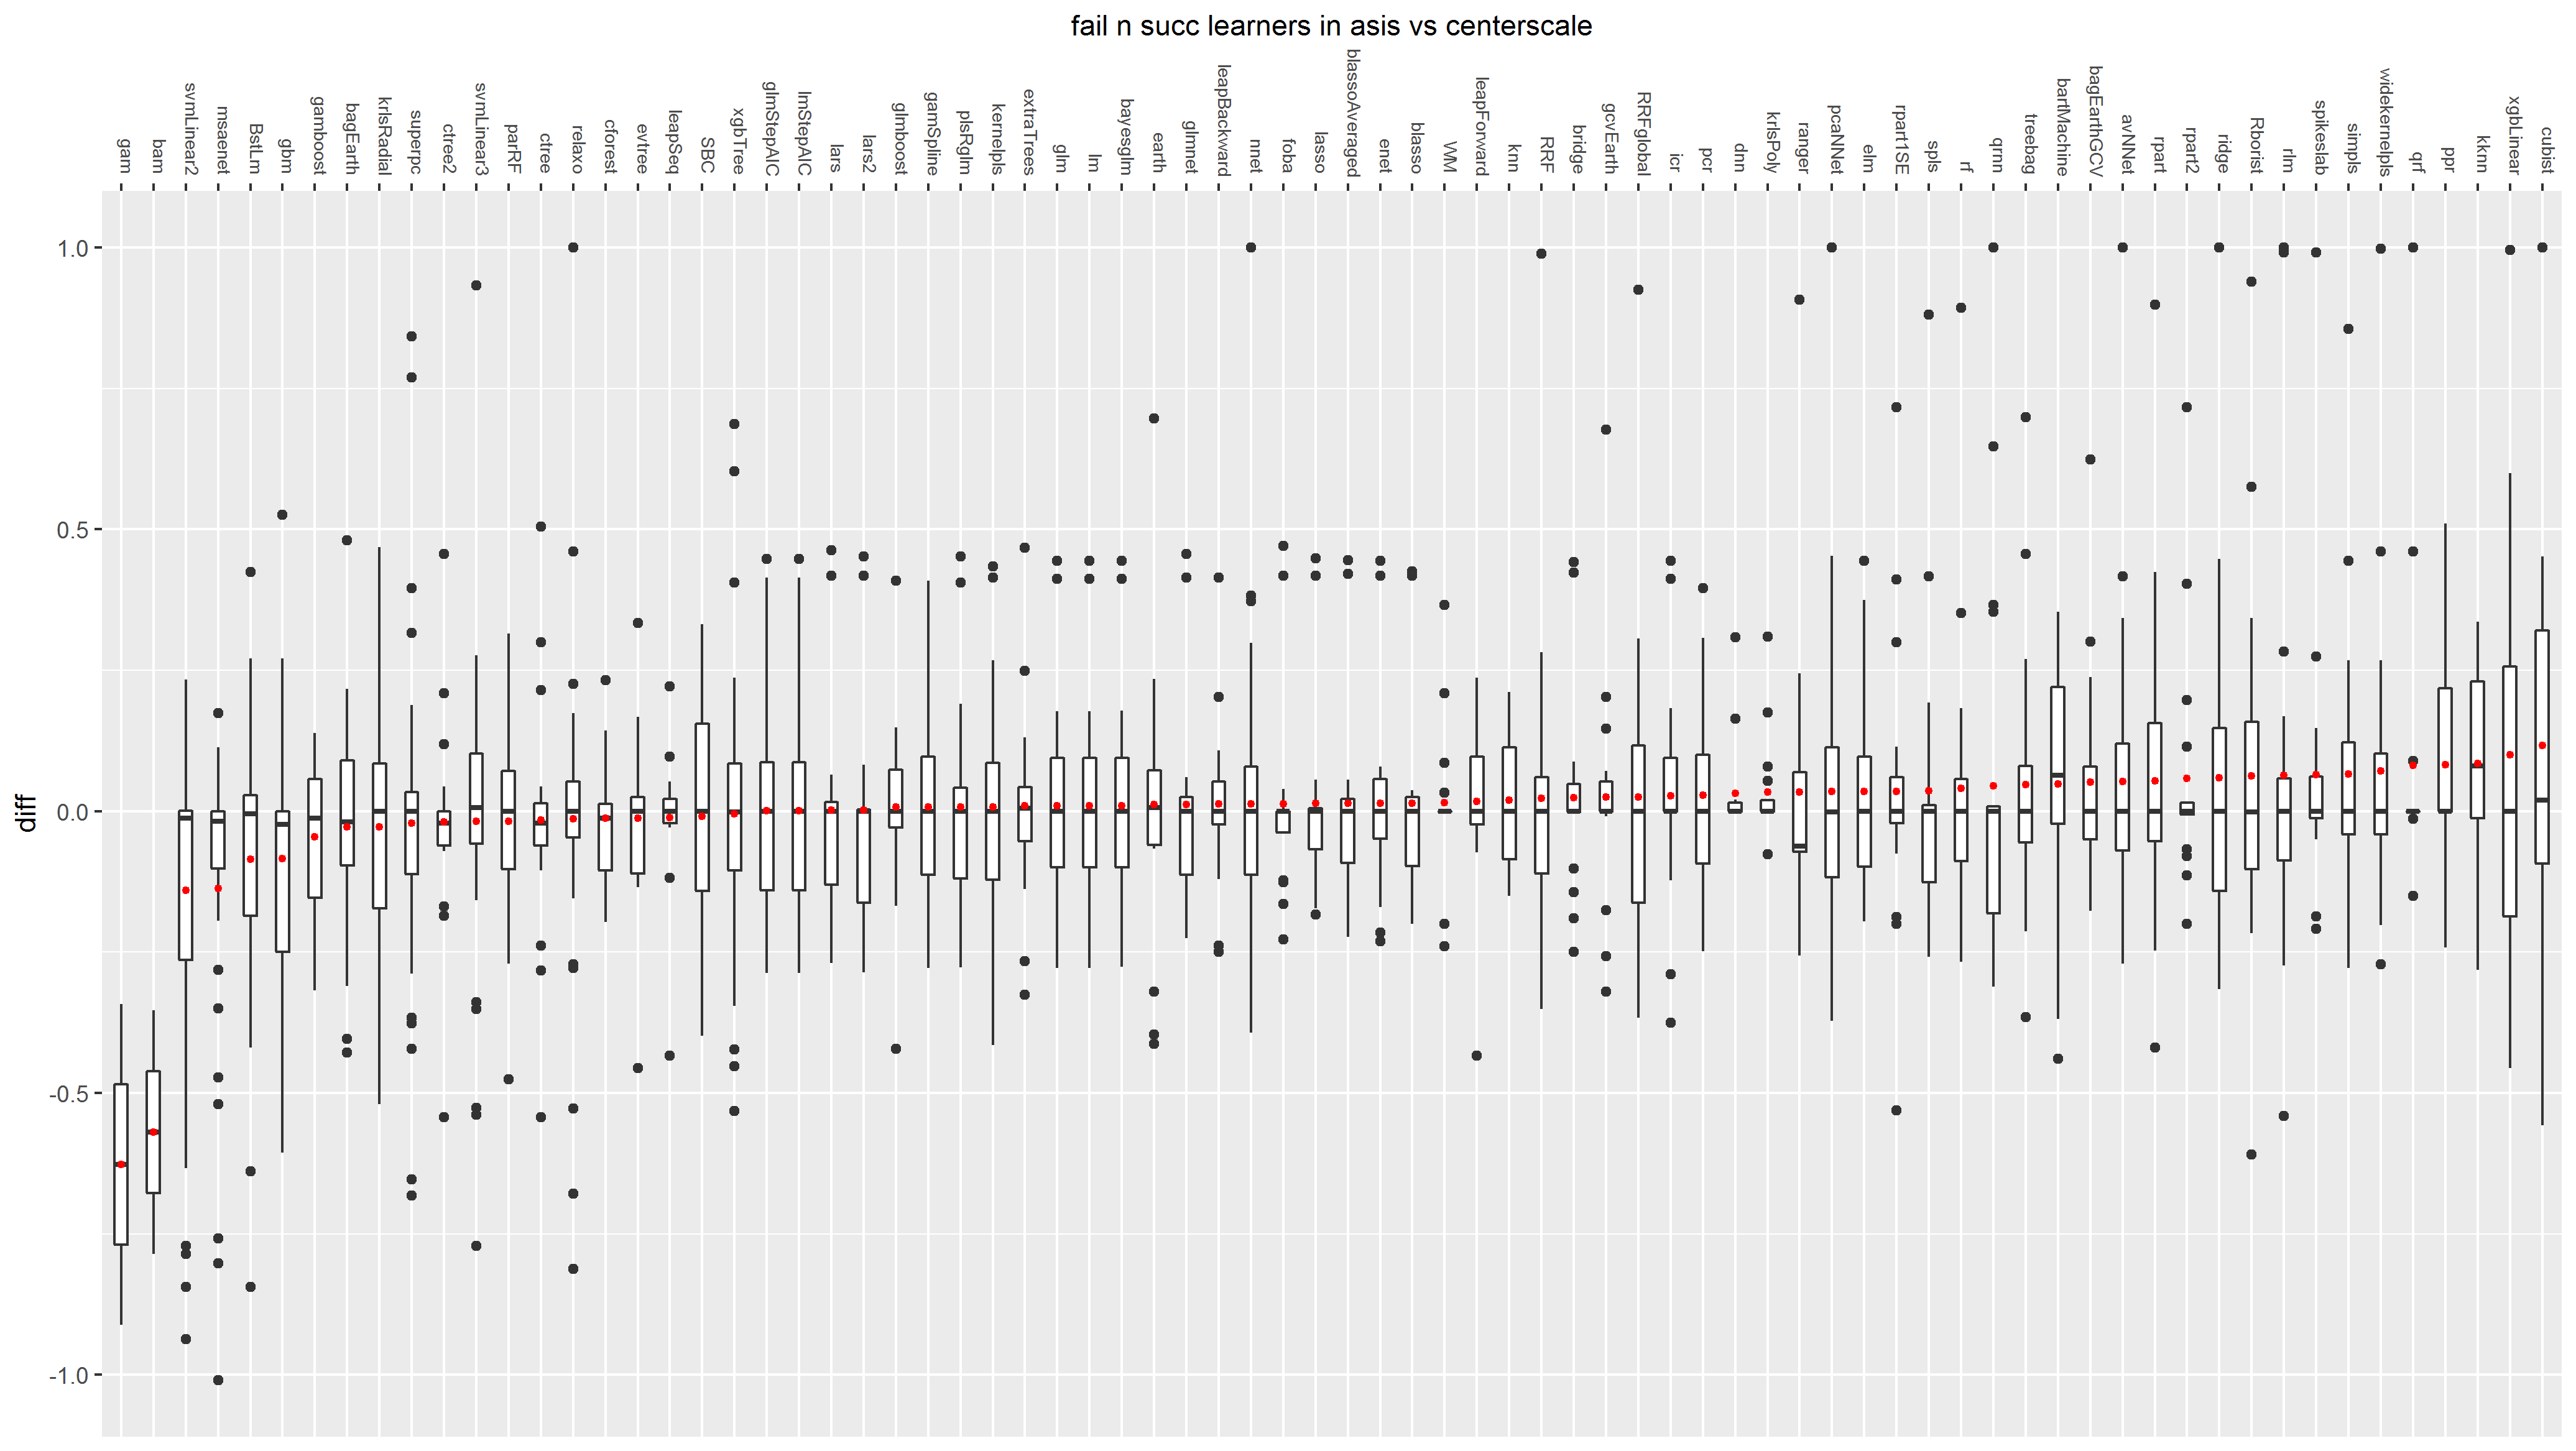 fail n succ learners in asis vs centerscale
gam
bam
svmLinear2
msaenet
BstLm
gbm
gamboost
bagEarth
krlsRadial
superpc
ctree2
svmLinear3
parRF
ctree
relaxo
cforest
evtree
leapSeq
SBC
xgbTree
glmStepAIC
lmStepAIC
lars
lars2
glmboost
gamSpline
plsRglm
kernelpls
extraTrees
glm
lm
bayesglm
earth
glmnet
leapBackward
nnet
foba
lasso
blassoAveraged
enet
blasso
WM
leapForward
knn
RRF
bridge
gcvEarth
RRFglobal
icr
pcr
dnn
krlsPoly
ranger
pcaNNet
elm
rpart1SE
spls
rf
qrnn
treebag
bartMachine
bagEarthGCV
avNNet
rpart
rpart2
ridge
Rborist
rlm
spikeslab
simpls
widekernelpls
qrf
ppr
kknn
xgbLinear
cubist
1.0
0.5
0.0
-0.5
-1.0
diff